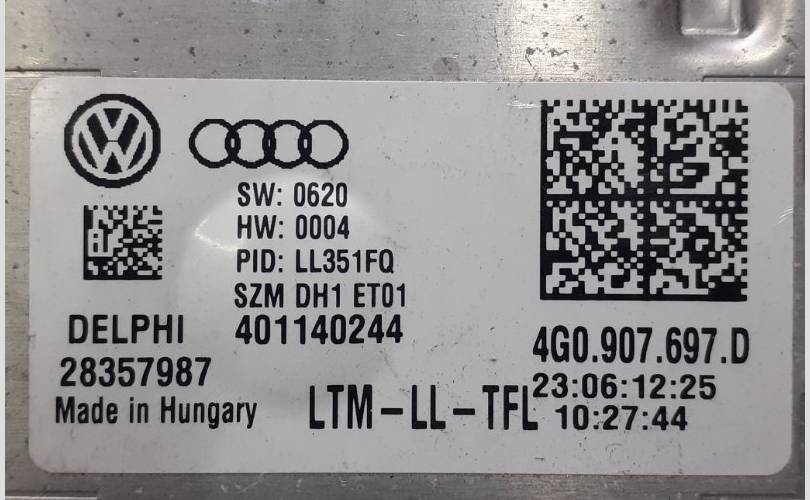 SW: 0620
HW: 0004
PID: LL351FQ
SZM DH1 ET01
DELPHI 401140244
28357987
Made in Hungary
LTM-LL-TFL
4G0.907.697.D
23:06:12:25
10:27:44